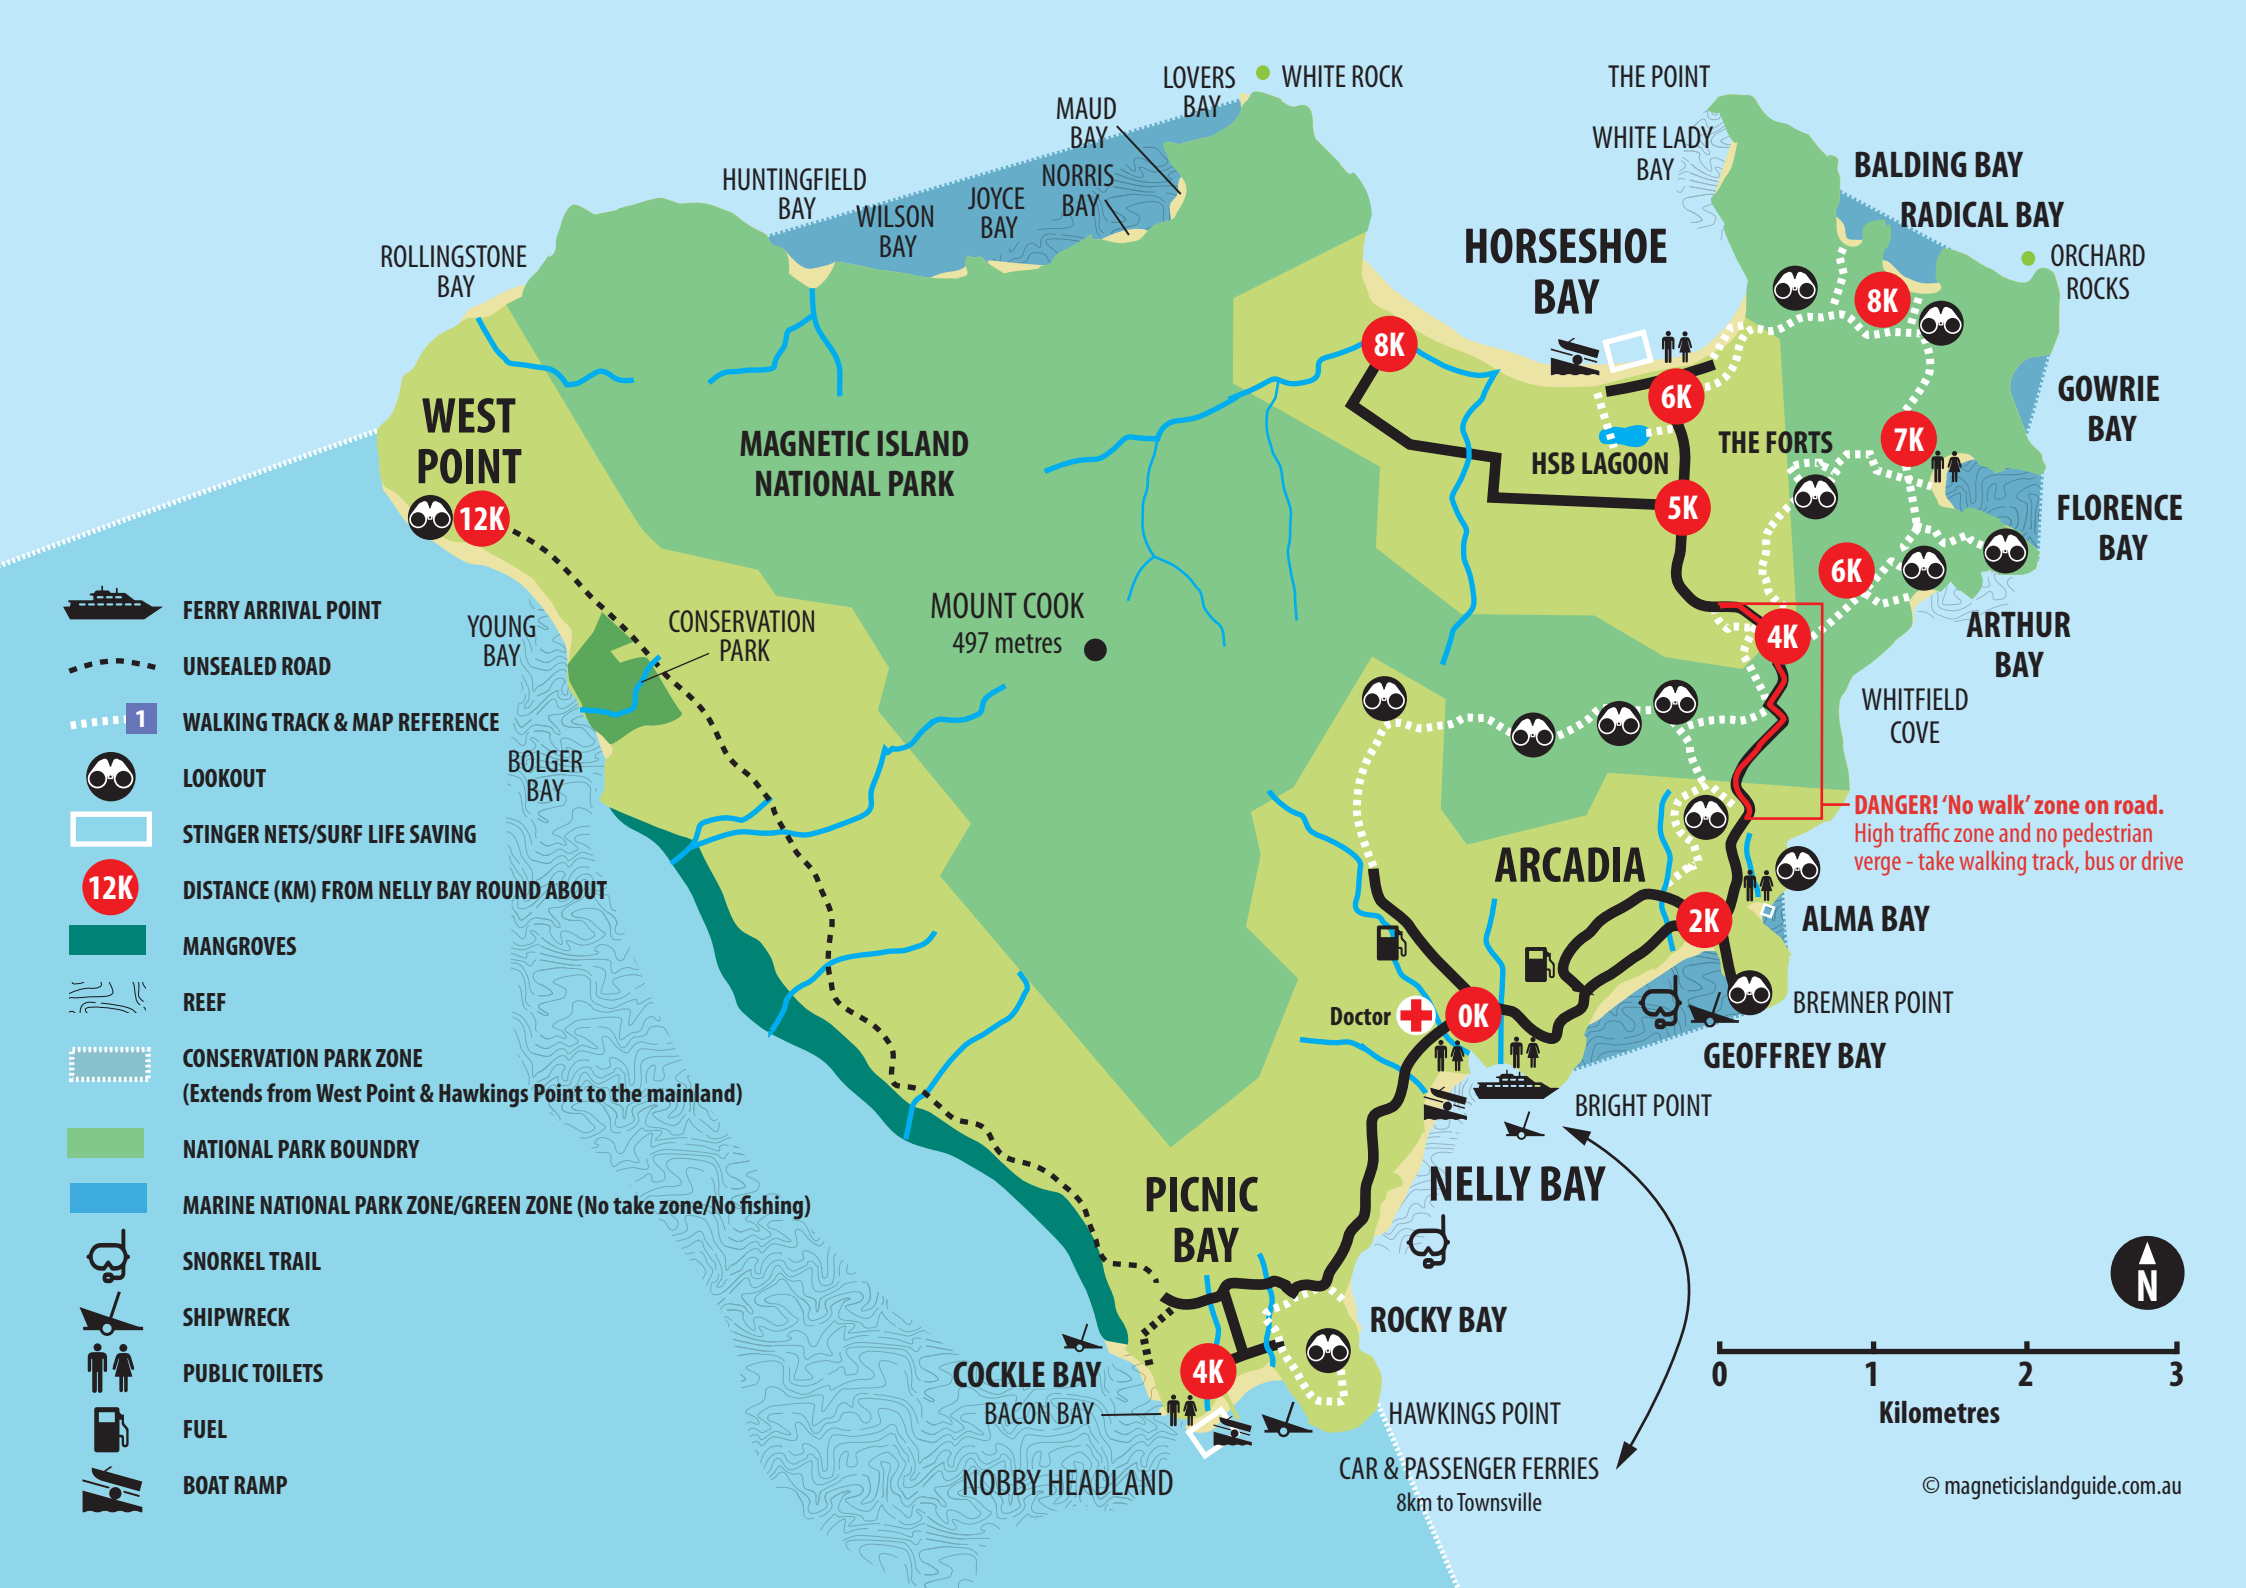 LOVERS
BAY
WHITE ROCK
THE POINT
MAUD
BAY
WHITE LADY
BAY
BALDING BAY
HUNTINGFIELD
BAY
NORRIS
BAY
JOYCE
BAY
WILSON
BAY
RADICAL BAY
ROLLINGSTONE
BAY
HORSESHOE
BAY
ORCHARD
ROCKS
8K
8K
6K
WEST
POINT
12K
MAGNETIC ISLAND
NATIONAL PARK
HSB LAGOON
THE FORTS
7K
GOWRIE
BAY
5K
FLORENCE
BAY
6K
4K
ARTHUR
BAY
YOUNG
BAY
CONSERVATION
PARK
MOUNT COOK
497 metres
WHITFIELD
COVE
BOLGER
BAY
DANGER! ‘No walk’ zone on road.
High traffic zone and no pedestrian
verge - take walking track, bus or drive
ARCADIA
2K
ALMA BAY
Doctor
0K
BREMNER POINT
GEOFFREY BAY
BRIGHT POINT
NELLY BAY
PICNIC
BAY
ROCKY BAY
COCKLE BAY
4K
BACON BAY
HAWKINGS POINT
NOBBY HEADLAND
CAR & PASSENGER FERRIES
8km to Townsville
FERRY ARRIVAL POINT
UNSEALED ROAD
1
WALKING TRACK & MAP REFERENCE
LOOKOUT
STINGER NETS/SURF LIFE SAVING
12K
DISTANCE (KM) FROM NELLY BAY ROUND ABOUT
MANGROVES
REEF
CONSERVATION PARK ZONE
(Extends from West Point & Hawkings Point to the mainland)
NATIONAL PARK BOUNDRY
MARINE NATIONAL PARK ZONE/GREEN ZONE (No take zone/No fishing)
SNORKEL TRAIL
SHIPWRECK
PUBLIC TOILETS
FUEL
BOAT RAMP
N
0 1 2 3
Kilometres
© magneticislandguide.com.au